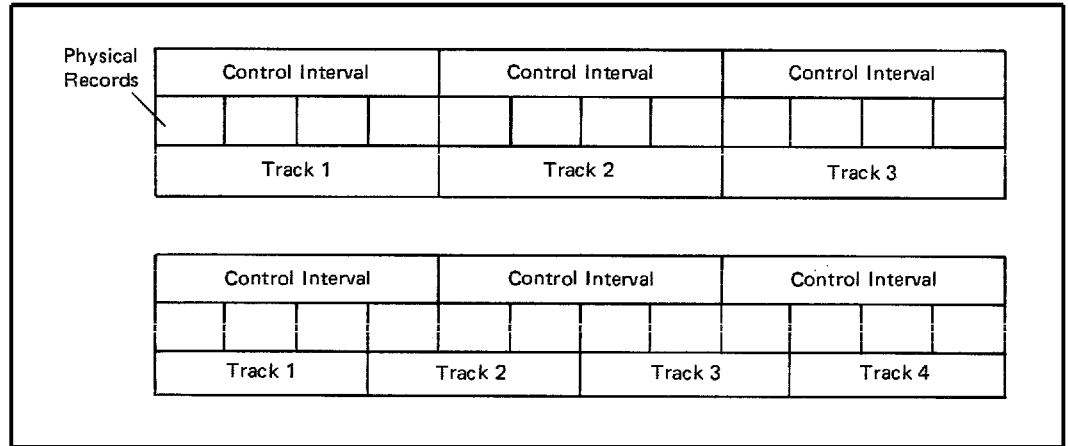 Physical
Records
Control Interval Control Interval Control Interval
Track 1 Track 2 Track 3
Control Interval Control Interval Control Interval
Track 1 Track 2 Track 3 Track 4